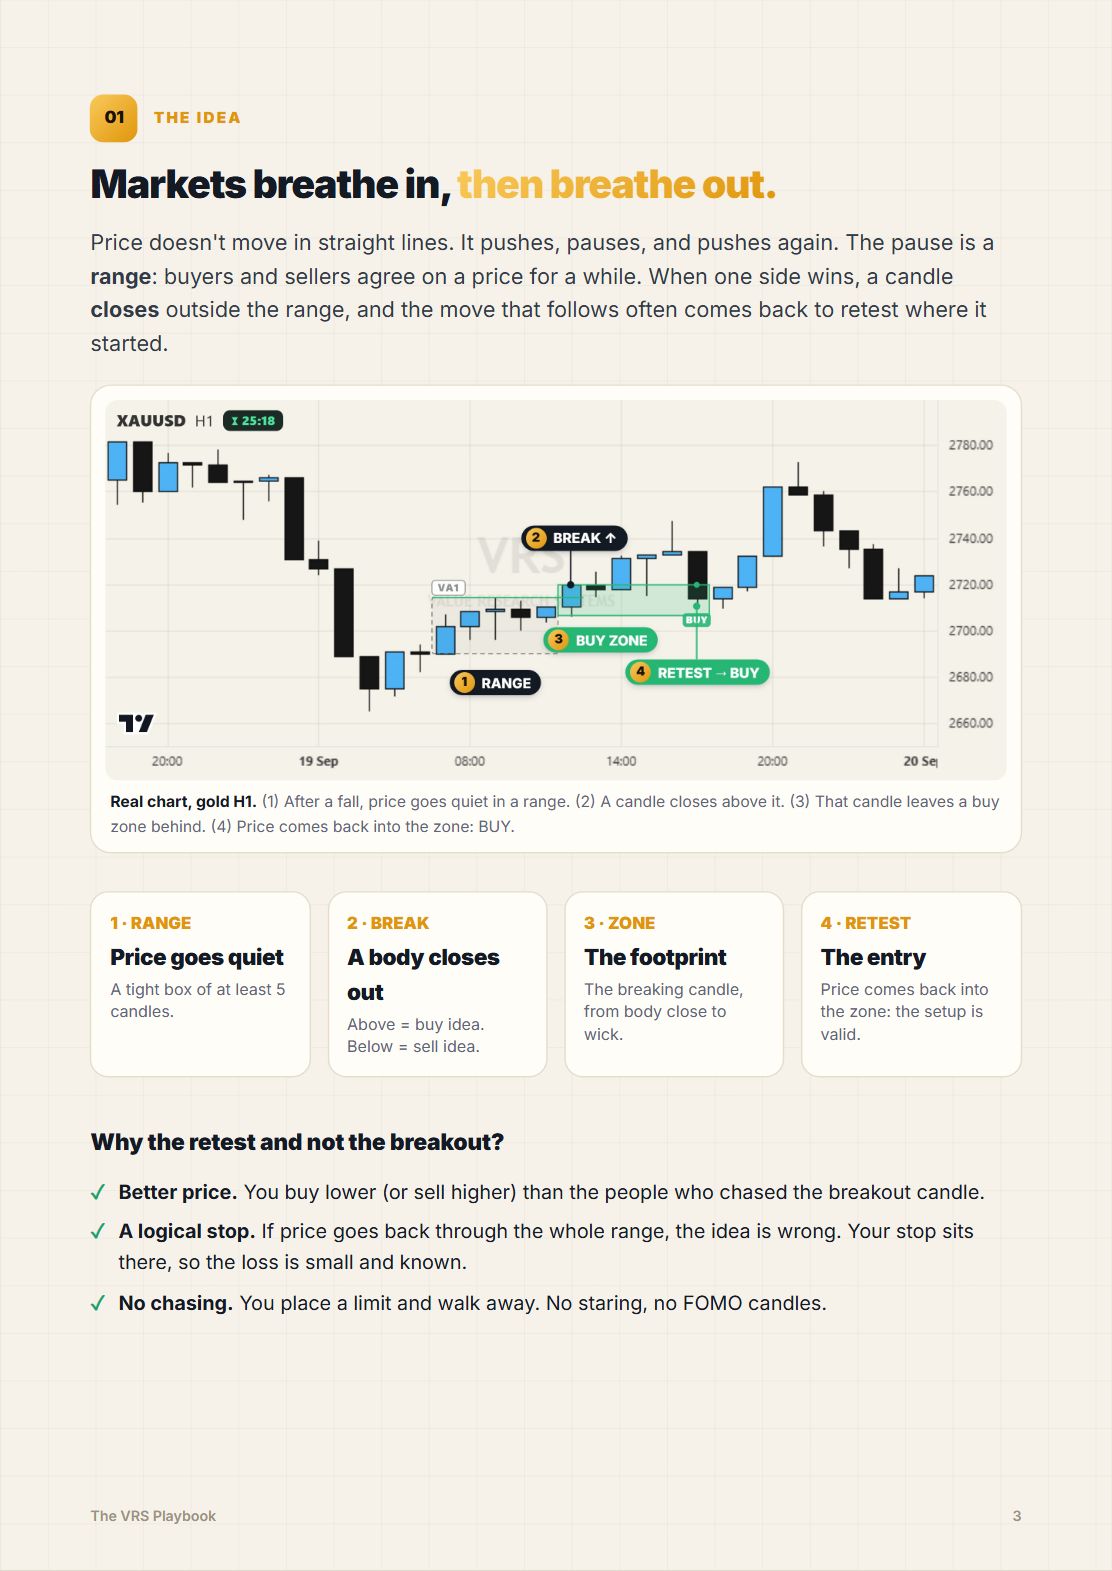 01 THE IDEA
Markets breathe in, then breathe out.
Price doesn't move in straight lines. It pushes, pauses, and pushes again. The pause is a
range: buyers and sellers agree on a price for a while. When one side wins, a candle
closes outside the range, and the move that follows often comes back to retest where it
started.
XAUUSD H1 25:18
2780.00
2760.00
2 BREAK ↑
2740.00
VRS
VA1
2720.00
VALUE RESEARCH
BUY
2700.00
3 BUY ZONE
4 RETEST → BUY
1 RANGE
2680.00
2660.00
20:00 19 Sep 08:00 14:00 20:00 20 Se
Real chart, gold H1. (1) After a fall, price goes quiet in a range. (2) A candle closes above it. (3) That candle leaves a buy
zone behind. (4) Price comes back into the zone: BUY.
1 · RANGE
Price goes quiet
A tight box of at least 5
candles.
2 · BREAK
A body closes
out
Above = buy idea.
Below = sell idea.
3 · ZONE
The footprint
The breaking candle,
from body close to
wick.
4 · RETEST
The entry
Price comes back into
the zone: the setup is
valid.
Why the retest and not the breakout?
✓ Better price. You buy lower (or sell higher) than the people who chased the breakout candle.
✓ A logical stop. If price goes back through the whole range, the idea is wrong. Your stop sits
there, so the loss is small and known.
✓ No chasing. You place a limit and walk away. No staring, no FOMO candles.
The VRS Playbook 3